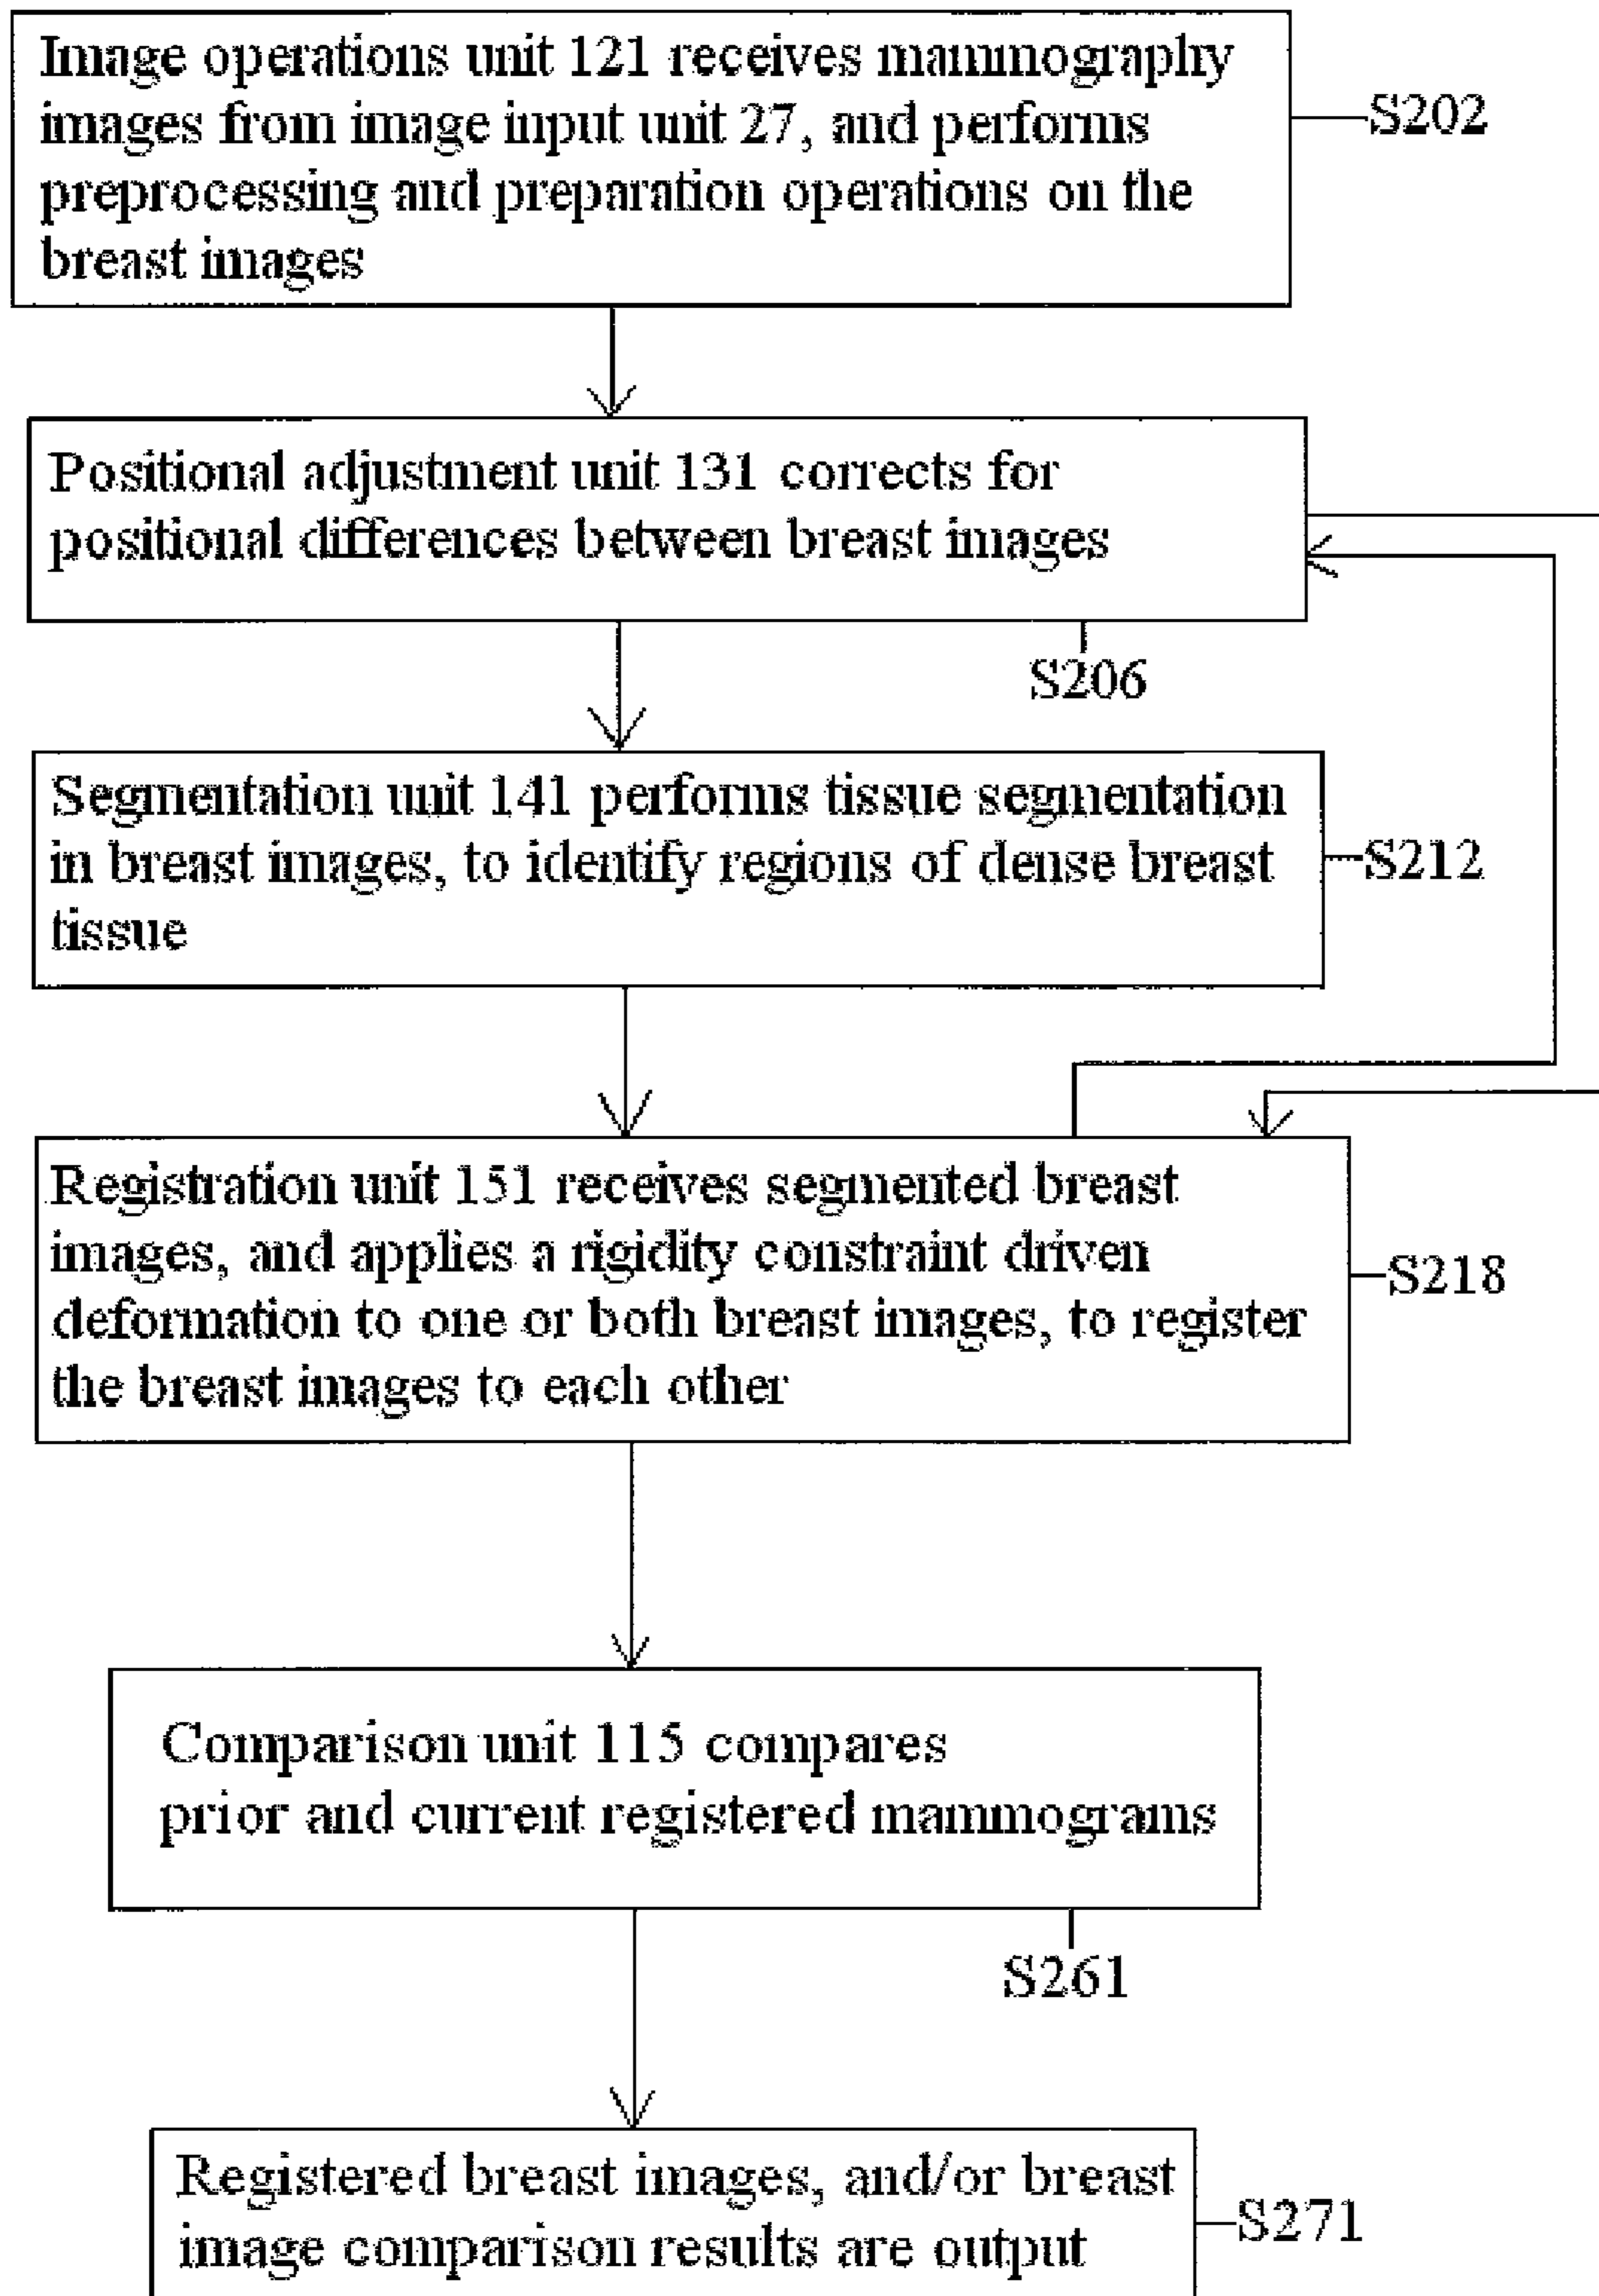 Image operations unit 121 receives mammography
images from image input unit 27, and performs
preprocessing and preparation operations on the
breast images
S202
Positional adjustment unit 131 corrects for
positional differences between breast images
S206
Segmentation unit 141 performs tissue segmentation
in breast images, to identify regions of dense breast
tissue
S212
Registration unit 151 receives segmented breast
images, and applies a rigidity constraint driven
deformation to one or both breast images, to register
the breast images to each other
S218
Comparison unit 115 compares
prior and current registered mammograms
S261
Registered breast images, and/or breast
image comparison results are output
S271